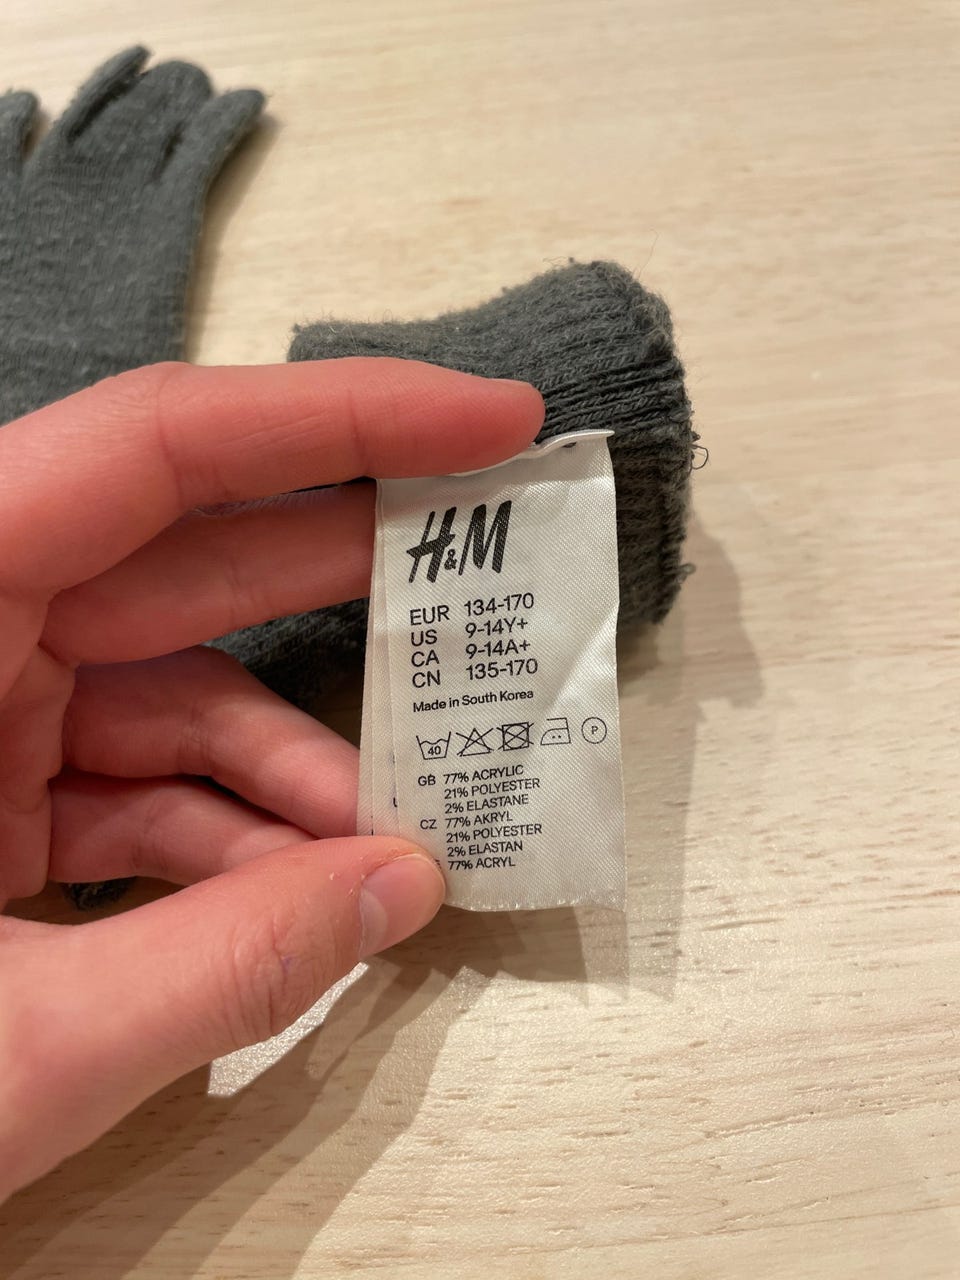 H&M
EUR 134-170
US 9-14Y+
CA 9-14A+
CN 135-170
Made in South Korea
40 P
GB 77% ACRYLIC
21% POLYESTER
2% ELASTANE
CZ 77% AKRYL
21% POLYESTER
2% ELASTAN
77% ACRYL